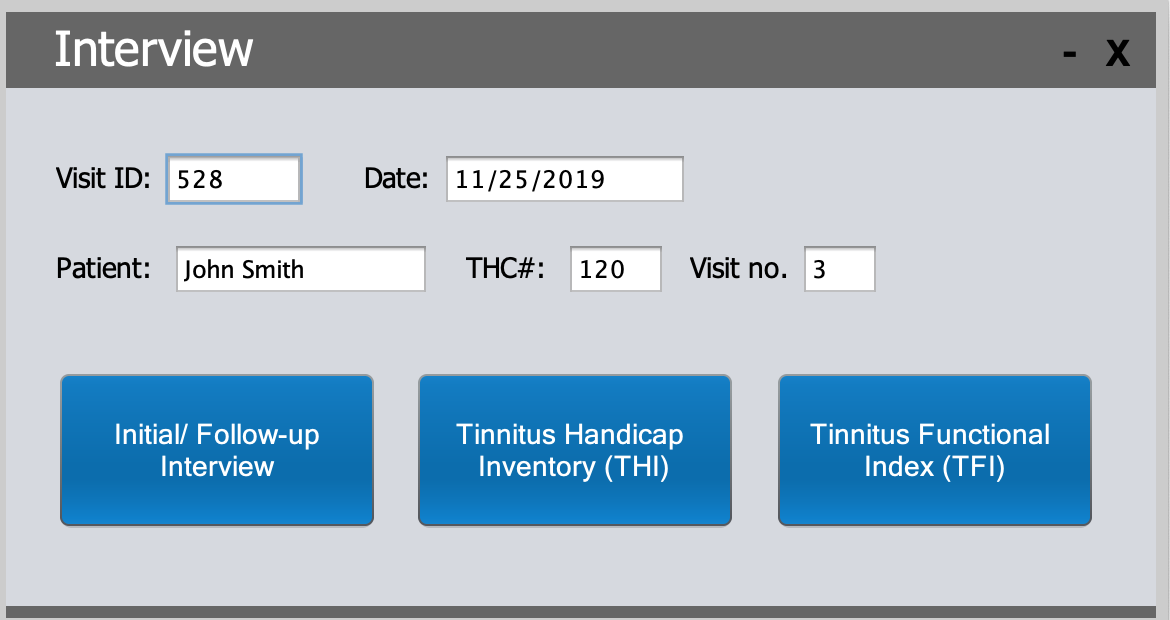 Interview - X
Visit ID: 528 Date: 11/25/2019
Patient: John Smith THC#: 120 Visit no. 3
Initial/ Follow-up Interview
Tinnitus Handicap Inventory (THI)
Tinnitus Functional Index (TFI)